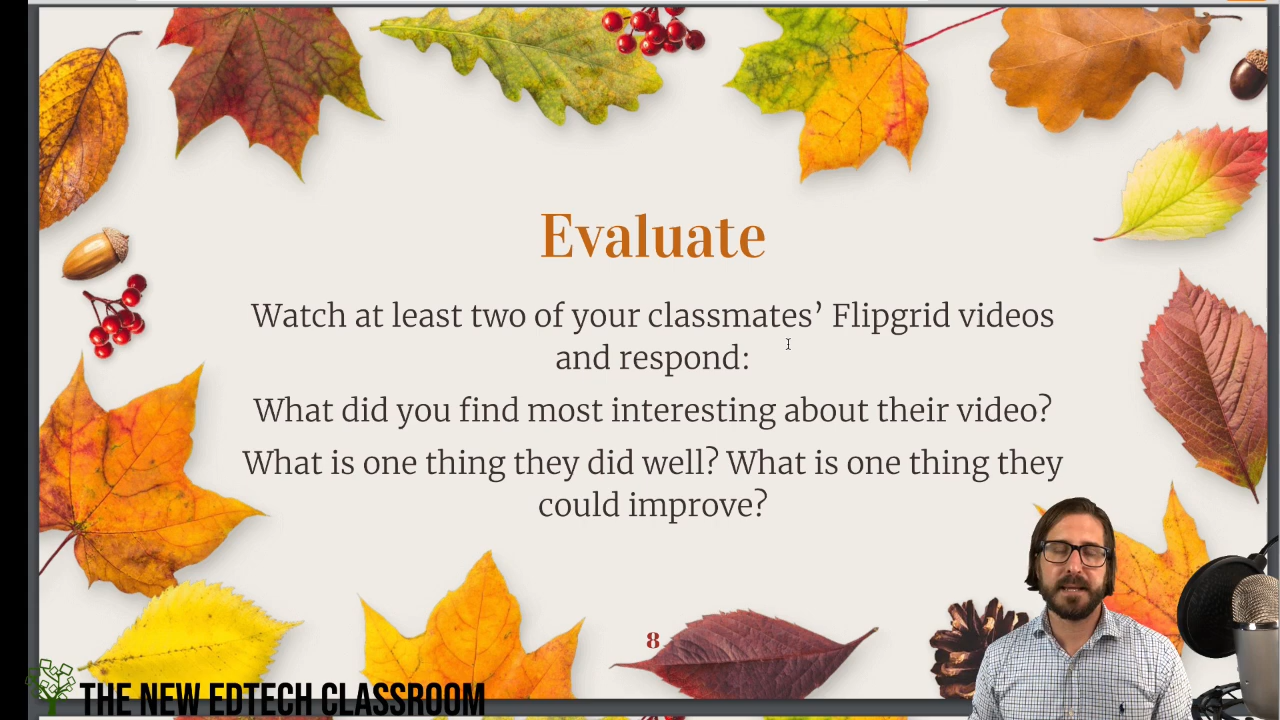 Evaluate
Watch at least two of your classmates’ Flipgrid videos
and respond:
What did you find most interesting about their video?
What is one thing they did well? What is one thing they
could improve?
8
THE NEW EDTECH CLASSROOM